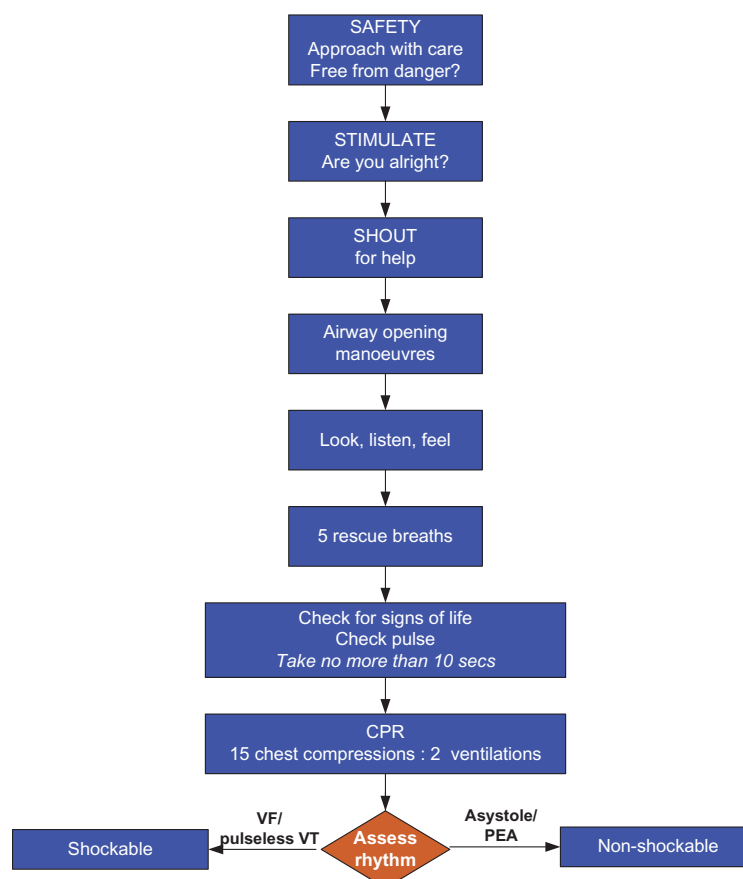 SAFETY
Approach with care
Free from danger?
STIMULATE
Are you alright?
SHOUT
for help
Airway opening
manoeuvres
Look, listen, feel
5 rescue breaths
Check for signs of life
Check pulse
Take no more than 10 secs
CPR
15 chest compressions : 2 ventilations
VF/
pulseless VT
Asystole/
PEA
Shockable
Assess
rhythm
Non-shockable